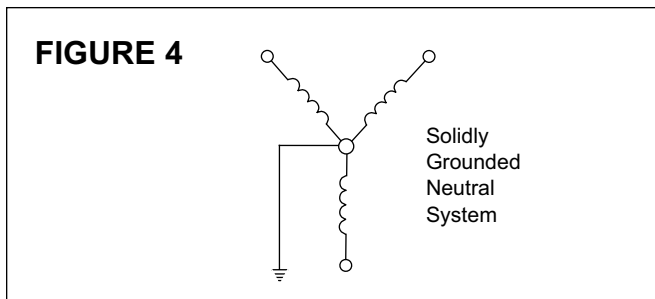 FIGURE 4
Solidly
Grounded
Neutral
System